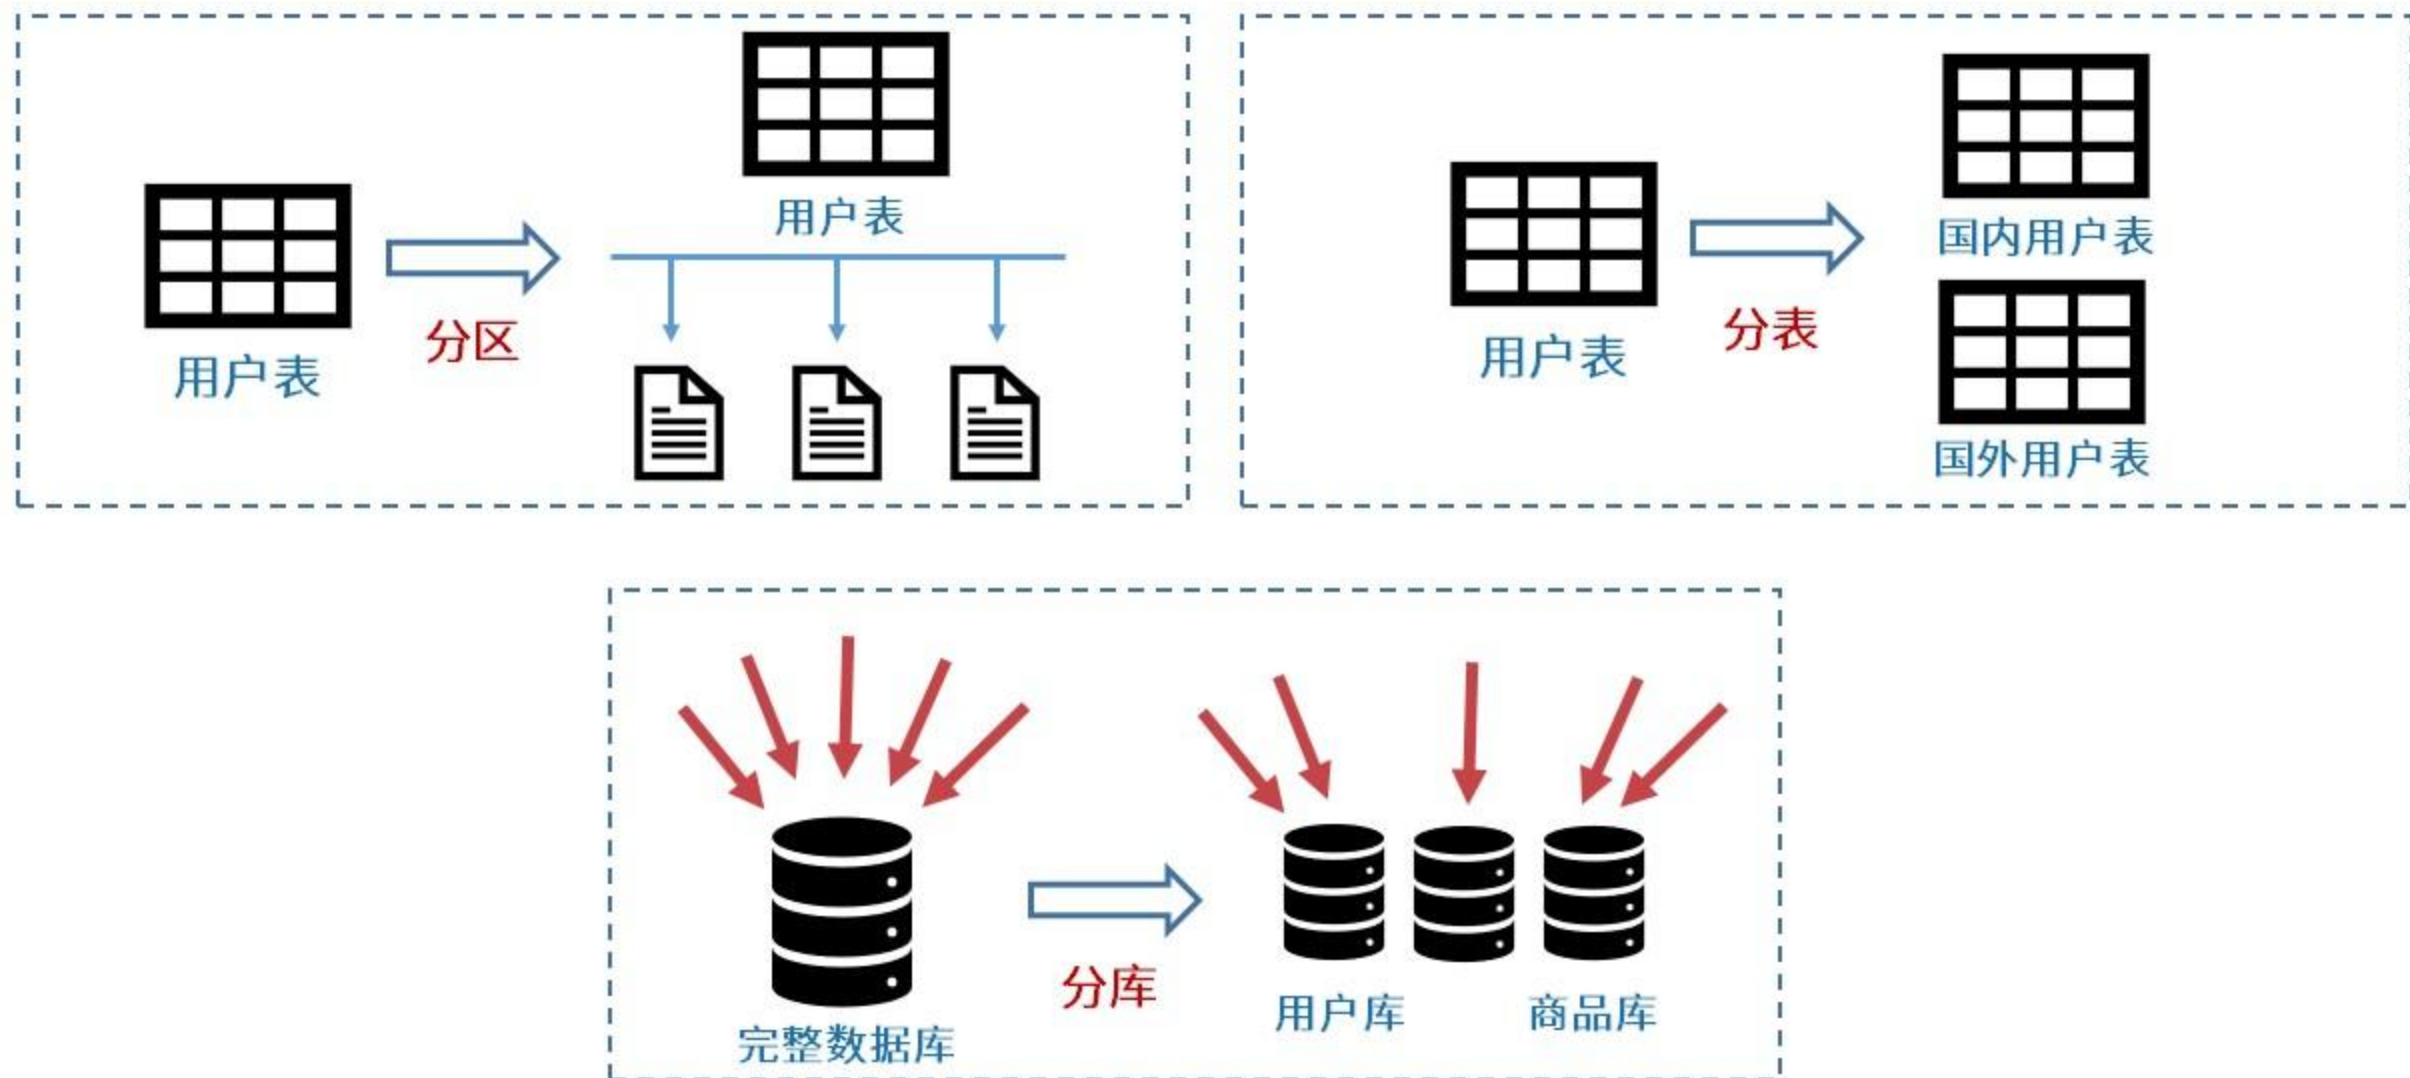 用户表
分区
用户表
用户表
分表
国内用户表
国外用户表
完整数据库
分库
用户库
商品库